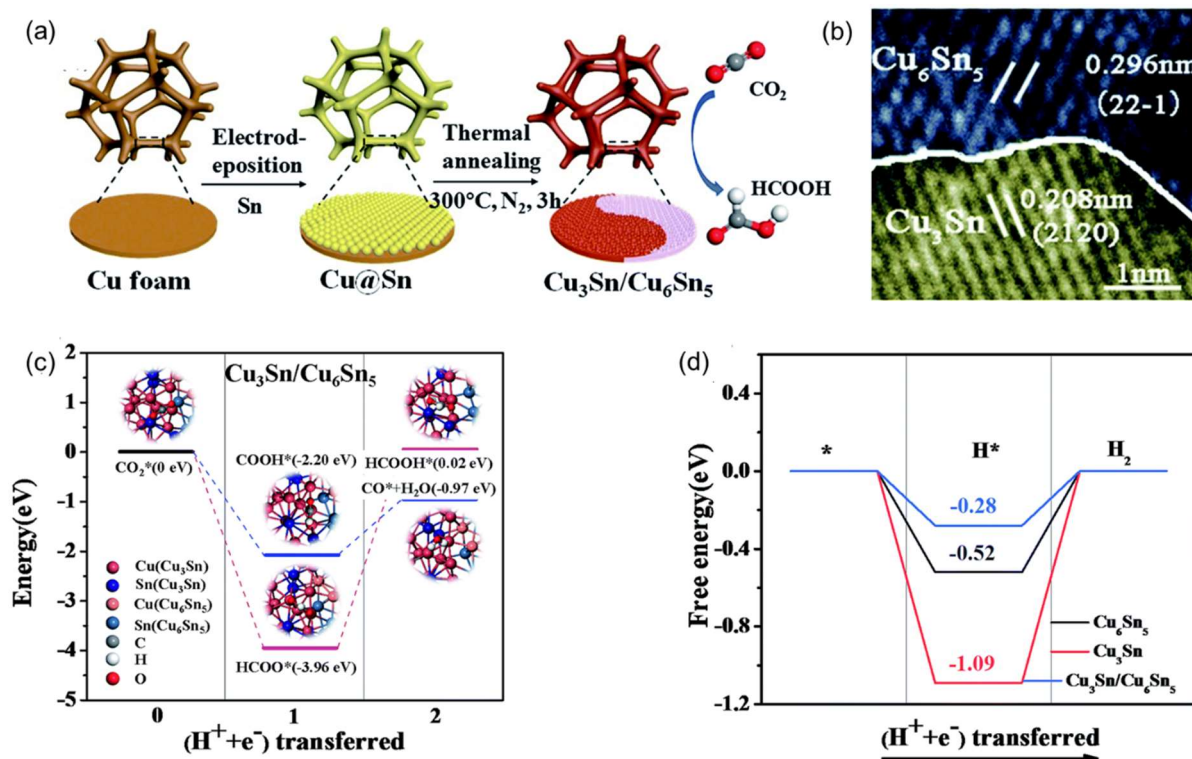 (a)
CO₂
Electrod-
eposition
Sn
Thermal
annealing
300°C, N₂, 3h
HCOOH
Cu foam
Cu@Sn
Cu₃Sn/Cu₆Sn₅
(b)
Cu₆Sn₅
0.296nm
(22-1)
Cu₃Sn
0.208nm
(2120)
1nm
(c)
Energy(eV)
2
1
0
-1
-2
-3
-4
-5
Cu₃Sn/Cu₆Sn₅
CO₂*(0 eV)
COOH*(-2.20 eV)
HCOOH*(0.02 eV)
CO*+H₂O(-0.97 eV)
HCOO*(-3.96 eV)
Cu(Cu₃Sn)
Sn(Cu₃Sn)
Cu(Cu₆Sn₅)
Sn(Cu₆Sn₅)
C
H
O
0 1 2
(H⁺+e⁻) transferred
(d)
Free energy(eV)
0.4
0.0
-0.4
-0.8
-1.2
* H* H₂
-0.28
-0.52
-1.09
Cu₆Sn₅
Cu₃Sn
Cu₃Sn/Cu₆Sn₅
(H⁺+e⁻) transferred